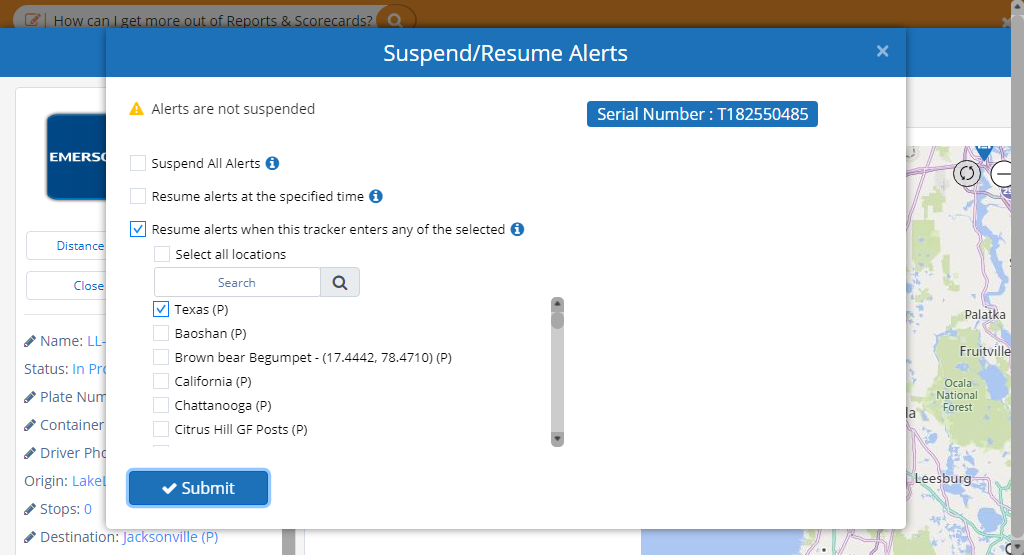 How can I get more out of Reports & Scorecards?
Suspend/Resume Alerts
×
Alerts are not suspended
Serial Number : T182550485
EMERSO
Suspend All Alerts
Resume alerts at the specified time
Resume alerts when this tracker enters any of the selected
Select all locations
Search
Texas (P)
Baoshan (P)
Brown bear Begumpet - (17.4442, 78.4710) (P)
California (P)
Chattanooga (P)
Citrus Hill GF Posts (P)
Submit
Distance
Close
Name: LL-
Status: In Pro
Plate Num
Container
Driver Pho
Origin: LakeL
Stops: 0
Destination: Jacksonville (P)
Palatka
Fruitville
Ocala
National
Forest
la
Leesburg